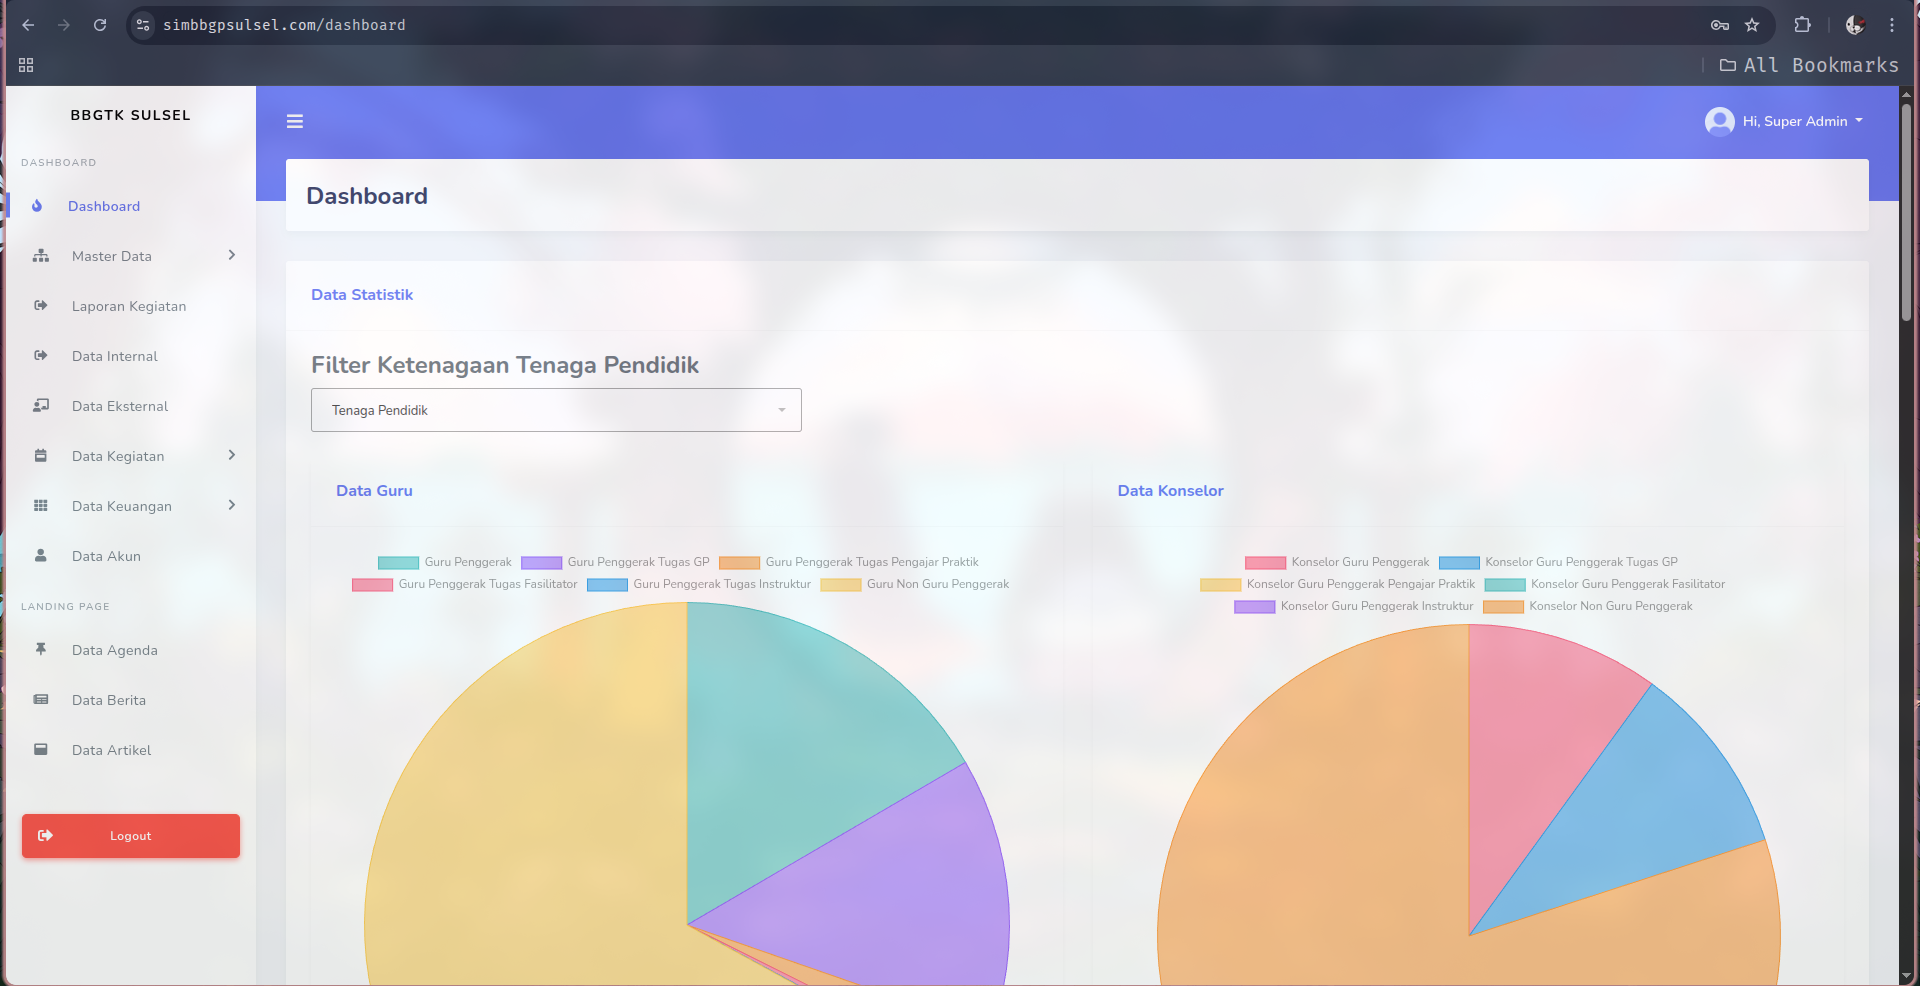 simbbgpsulsel.com/dashboard
All Bookmarks
BBGTK SULSEL
Hi, Super Admin
DASHBOARD
Dashboard
Master Data
Laporan Kegiatan
Data Internal
Data Eksternal
Data Kegiatan
Data Keuangan
Data Akun
LANDING PAGE
Data Agenda
Data Berita
Data Artikel
Logout
Dashboard
Data Statistik
Filter Ketenagaan Tenaga Pendidik
Tenaga Pendidik
Data Guru
Guru Penggerak Guru Penggerak Tugas GP Guru Penggerak Tugas Pengajar Praktik
Guru Penggerak Tugas Fasilitator Guru Penggerak Tugas Instruktur Guru Non Guru Penggerak
Data Konselor
Konselor Guru Penggerak Konselor Guru Penggerak Tugas GP
Konselor Guru Penggerak Pengajar Praktik Konselor Guru Penggerak Fasilitator
Konselor Guru Penggerak Instruktur Konselor Non Guru Penggerak